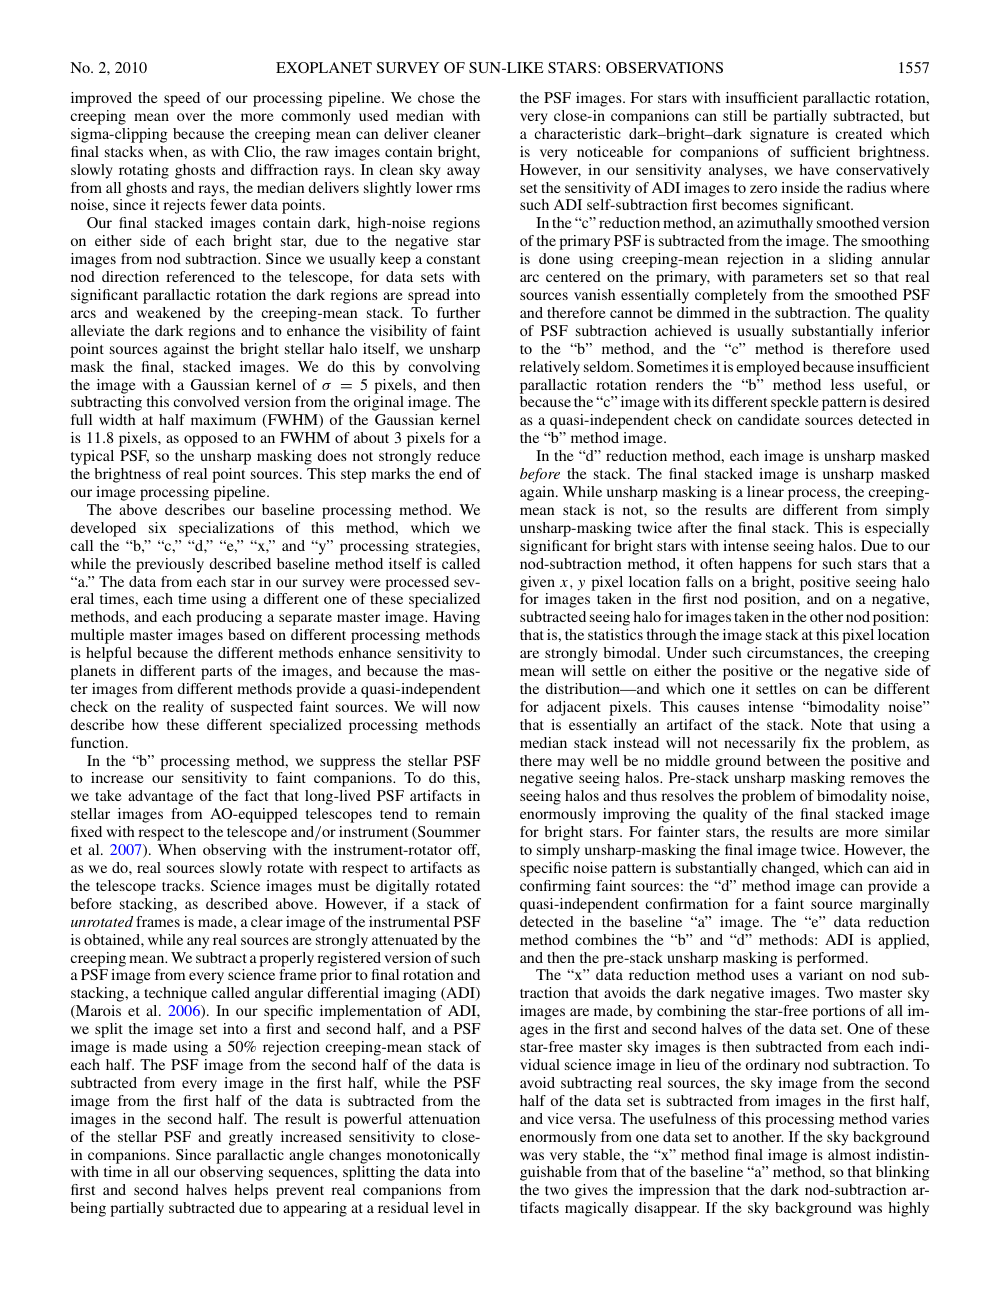 No. 2, 2010
EXOPLANET SURVEY OF SUN-LIKE STARS: OBSERVATIONS
1557
improved the speed of our processing pipeline. We chose the
creeping mean over the more commonly used median with
sigma-clipping because the creeping mean can deliver cleaner
final stacks when, as with Clio, the raw images contain bright,
slowly rotating ghosts and diffraction rays. In clean sky away
from all ghosts and rays, the median delivers slightly lower rms
noise, since it rejects fewer data points.
Our final stacked images contain dark, high-noise regions
on either side of each bright star, due to the negative star
images from nod subtraction. Since we usually keep a constant
nod direction referenced to the telescope, for data sets with
significant parallactic rotation the dark regions are spread into
arcs and weakened by the creeping-mean stack. To further
alleviate the dark regions and to enhance the visibility of faint
point sources against the bright stellar halo itself, we unsharp
mask the final, stacked images. We do this by convolving
the image with a Gaussian kernel of σ = 5 pixels, and then
subtracting this convolved version from the original image. The
full width at half maximum (FWHM) of the Gaussian kernel
is 11.8 pixels, as opposed to an FWHM of about 3 pixels for a
typical PSF, so the unsharp masking does not strongly reduce
the brightness of real point sources. This step marks the end of
our image processing pipeline.
The above describes our baseline processing method. We
developed six specializations of this method, which we
call the “b,” “c,” “d,” “e,” “x,” and “y” processing strategies,
while the previously described baseline method itself is called
“a.” The data from each star in our survey were processed sev-
eral times, each time using a different one of these specialized
methods, and each producing a separate master image. Having
multiple master images based on different processing methods
is helpful because the different methods enhance sensitivity to
planets in different parts of the images, and because the mas-
ter images from different methods provide a quasi-independent
check on the reality of suspected faint sources. We will now
describe how these different specialized processing methods
function.
In the “b” processing method, we suppress the stellar PSF
to increase our sensitivity to faint companions. To do this,
we take advantage of the fact that long-lived PSF artifacts in
stellar images from AO-equipped telescopes tend to remain
fixed with respect to the telescope and/or instrument (Soummer
et al. 2007). When observing with the instrument-rotator off,
as we do, real sources slowly rotate with respect to artifacts as
the telescope tracks. Science images must be digitally rotated
before stacking, as described above. However, if a stack of
unrotated frames is made, a clear image of the instrumental PSF
is obtained, while any real sources are strongly attenuated by the
creeping mean. We subtract a properly registered version of such
a PSF image from every science frame prior to final rotation and
stacking, a technique called angular differential imaging (ADI)
(Marois et al. 2006). In our specific implementation of ADI,
we split the image set into a first and second half, and a PSF
image is made using a 50% rejection creeping-mean stack of
each half. The PSF image from the second half of the data is
subtracted from every image in the first half, while the PSF
image from the first half of the data is subtracted from the
images in the second half. The result is powerful attenuation
of the stellar PSF and greatly increased sensitivity to close-
in companions. Since parallactic angle changes monotonically
with time in all our observing sequences, splitting the data into
first and second halves helps prevent real companions from
being partially subtracted due to appearing at a residual level in
the PSF images. For stars with insufficient parallactic rotation,
very close-in companions can still be partially subtracted, but
a characteristic dark–bright–dark signature is created which
is very noticeable for companions of sufficient brightness.
However, in our sensitivity analyses, we have conservatively
set the sensitivity of ADI images to zero inside the radius where
such ADI self-subtraction first becomes significant.
In the “c” reduction method, an azimuthally smoothed version
of the primary PSF is subtracted from the image. The smoothing
is done using creeping-mean rejection in a sliding annular
arc centered on the primary, with parameters set so that real
sources vanish essentially completely from the smoothed PSF
and therefore cannot be dimmed in the subtraction. The quality
of PSF subtraction achieved is usually substantially inferior
to the “b” method, and the “c” method is therefore used
relatively seldom. Sometimes it is employed because insufficient
parallactic rotation renders the “b” method less useful, or
because the “c” image with its different speckle pattern is desired
as a quasi-independent check on candidate sources detected in
the “b” method image.
In the “d” reduction method, each image is unsharp masked
before the stack. The final stacked image is unsharp masked
again. While unsharp masking is a linear process, the creeping-
mean stack is not, so the results are different from simply
unsharp-masking twice after the final stack. This is especially
significant for bright stars with intense seeing halos. Due to our
nod-subtraction method, it often happens for such stars that a
given x, y pixel location falls on a bright, positive seeing halo
for images taken in the first nod position, and on a negative,
subtracted seeing halo for images taken in the other nod position:
that is, the statistics through the image stack at this pixel location
are strongly bimodal. Under such circumstances, the creeping
mean will settle on either the positive or the negative side of
the distribution—and which one it settles on can be different
for adjacent pixels. This causes intense “bimodality noise”
that is essentially an artifact of the stack. Note that using a
median stack instead will not necessarily fix the problem, as
there may well be no middle ground between the positive and
negative seeing halos. Pre-stack unsharp masking removes the
seeing halos and thus resolves the problem of bimodality noise,
enormously improving the quality of the final stacked image
for bright stars. For fainter stars, the results are more similar
to simply unsharp-masking the final image twice. However, the
specific noise pattern is substantially changed, which can aid in
confirming faint sources: the “d” method image can provide a
quasi-independent confirmation for a faint source marginally
detected in the baseline “a” image. The “e” data reduction
method combines the “b” and “d” methods: ADI is applied,
and then the pre-stack unsharp masking is performed.
The “x” data reduction method uses a variant on nod sub-
traction that avoids the dark negative images. Two master sky
images are made, by combining the star-free portions of all im-
ages in the first and second halves of the data set. One of these
star-free master sky images is then subtracted from each indi-
vidual science image in lieu of the ordinary nod subtraction. To
avoid subtracting real sources, the sky image from the second
half of the data set is subtracted from images in the first half,
and vice versa. The usefulness of this processing method varies
enormously from one data set to another. If the sky background
was very stable, the “x” method final image is almost indistin-
guishable from that of the baseline “a” method, so that blinking
the two gives the impression that the dark nod-subtraction ar-
tifacts magically disappear. If the sky background was highly